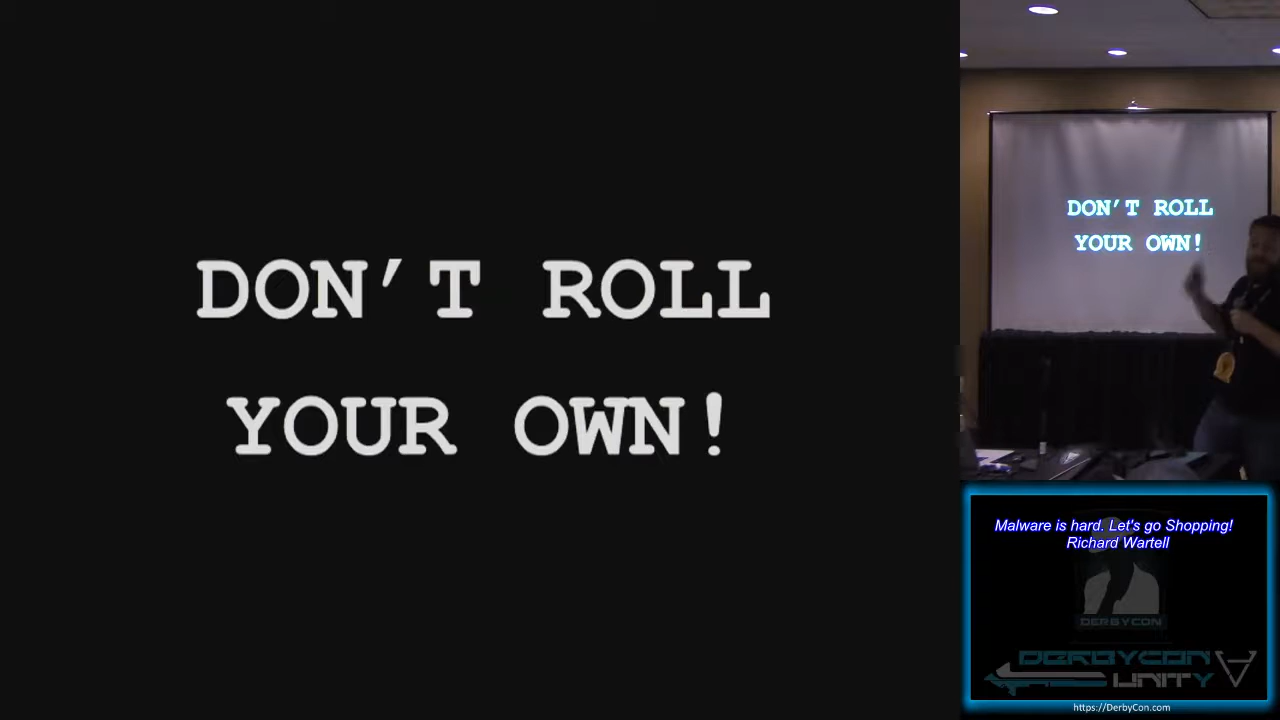 DON'T ROLL
YOUR OWN!
DON'T ROLL
YOUR OWN!
Malware is hard. Let's go Shopping!
Richard Wartell
DERBYCON
DERBYCON
UNITY
https://DerbyCon.com